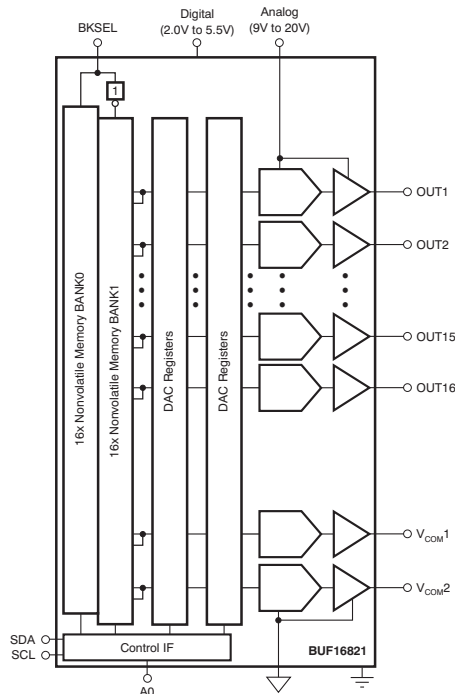 BKSEL
Digital
(2.0V to 5.5V)
Analog
(9V to 20V)
1
16x Nonvolatile Memory BANK0
16x Nonvolatile Memory BANK1
DAC Registers
DAC Registers
OUT1
OUT2
OUT15
OUT16
VCOM1
VCOM2
SDA
SCL
Control IF
BUF16821
A0